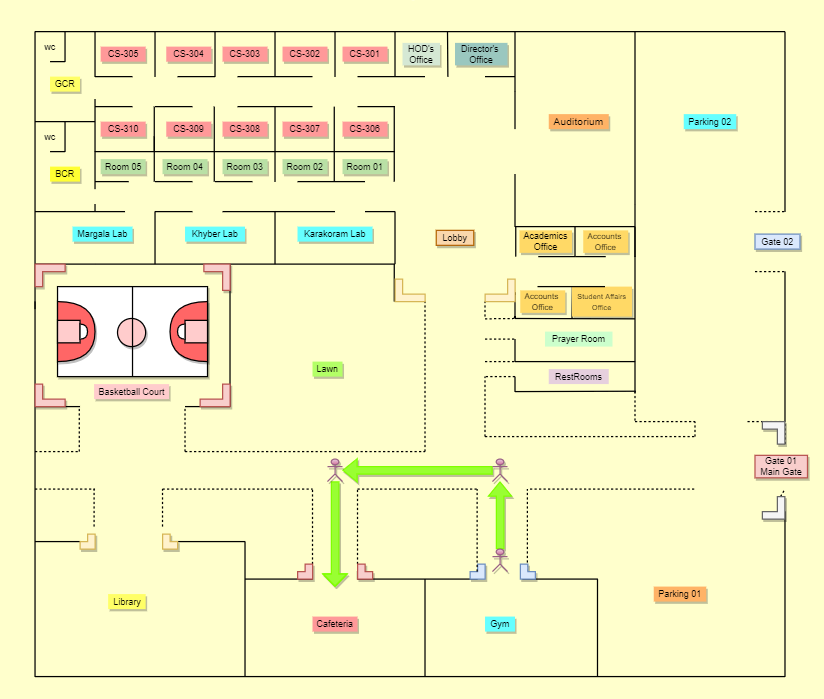 wc
CS-305
CS-304
CS-303
CS-302
CS-301
HOD's
Office
Director's
Office
GCR
CS-310
CS-309
CS-308
CS-307
CS-306
Auditorium
Parking 02
wc
BCR
Room 05
Room 04
Room 03
Room 02
Room 01
Margala Lab
Khyber Lab
Karakoram Lab
Lobby
Academics
Office
Accounts
Office
Gate 02
Accounts
Office
Student Affairs
Office
Prayer Room
Lawn
RestRooms
Basketball Court
Gate 01
Main Gate
Library
Cafeteria
Gym
Parking 01